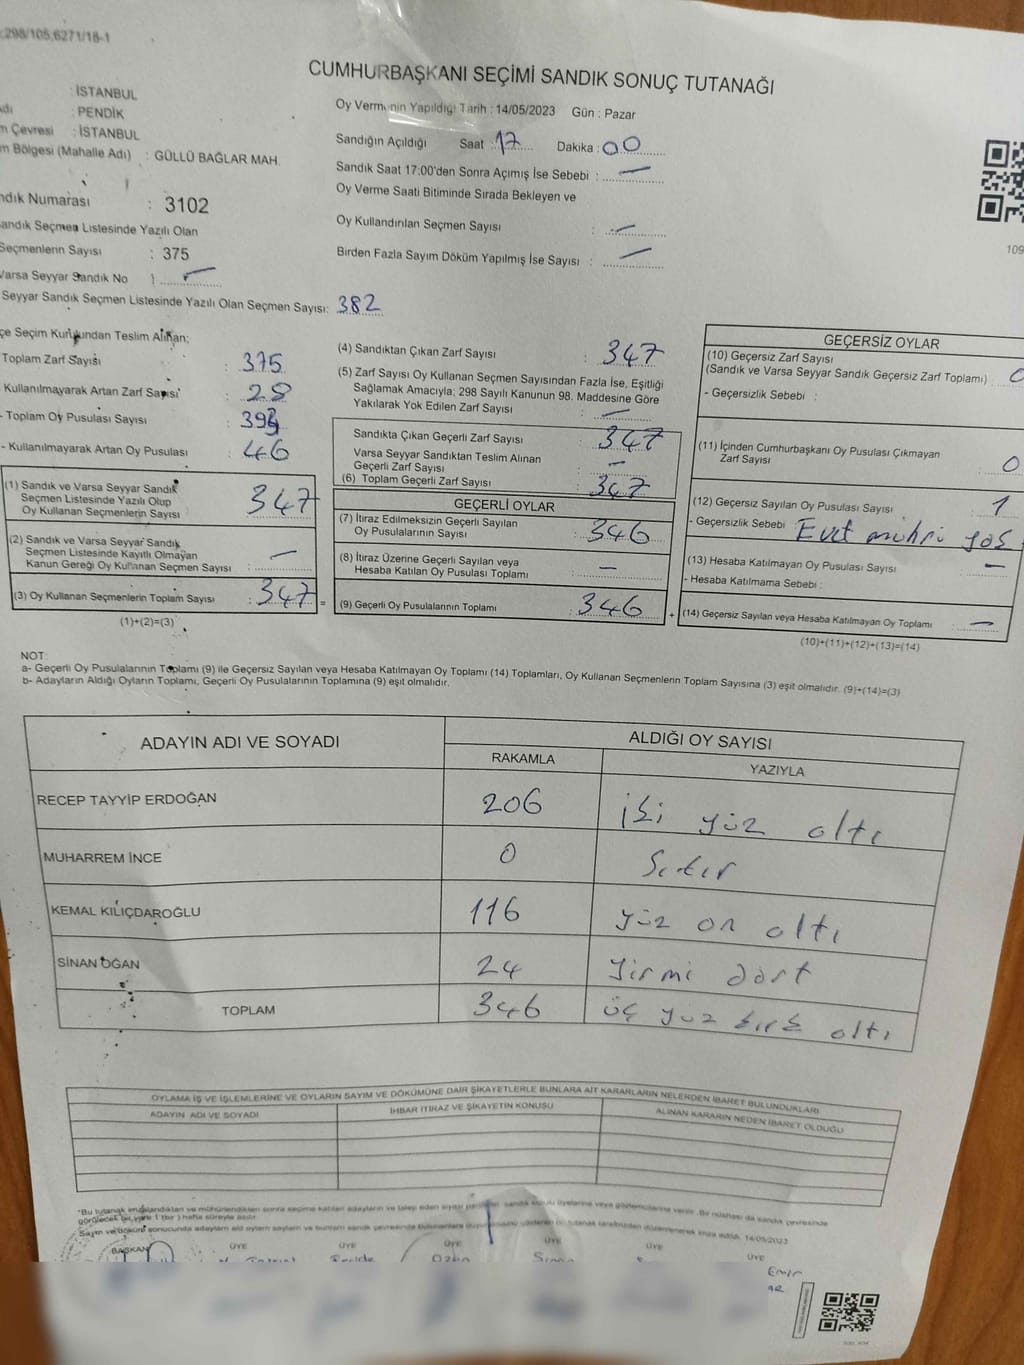 298/105;6271/18-1
CUMHURBAŞKANI SEÇİMİ SANDIK SONUÇ TUTANAĞI
: İSTANBUL
: PENDİK
Çevresi : İSTANBUL
Bölgesi (Mahalle Adı) : GÜLLÜ BAĞLAR MAH.
Numarası : 3102
Seçmen Listesinde Yazılı Olan
Seçmenlerin Sayısı : 375
Varsa Seyyar Sandık No : —
Seyyar Sandık Seçmen Listesinde Yazılı Olan Seçmen Sayısı: 382
Oy Vermenin Yapıldığı Tarih : 14/05/2023 Gün : Pazar
Sandığın Açıldığı Saat : 17 Dakika : 00
Sandık Saat 17:00'den Sonra Açımış İse Sebebi : —
Oy Verme Saati Bitiminde Sırada Bekleyen ve
Oy Kullandırılan Seçmen Sayısı : —
Birden Fazla Sayım Döküm Yapılmış İse Sayısı : —
109
Seçim Kurulundan Teslim Alınan;
Toplam Zarf Sayısı : 375
Kullanılmayarak Artan Zarf Sayısı : 28
- Toplam Oy Pusulası Sayısı :
- Kullanılmayarak Artan Oy Pusulası : 46
(1) Sandık ve Varsa Seyyar Sandık
Seçmen Listesinde Yazılı Olup
Oy Kullanan Seçmenlerin Sayısı : 347
(2) Sandık ve Varsa Seyyar Sandık
Seçmen Listesinde Kayıtlı Olmayan
Kanun Gereği Oy Kullanan Seçmen Sayısı : —
(3) Oy Kullanan Seçmenlerin Toplam Sayısı : 347 =
(1)+(2)=(3)
(4) Sandıktan Çıkan Zarf Sayısı : 347
(5) Zarf Sayısı Oy Kullanan Seçmen Sayısından Fazla İse, Eşitliği
Sağlamak Amacıyla; 298 Sayılı Kanunun 98. Maddesine Göre
Yakılarak Yok Edilen Zarf Sayısı : —
Sandıkta Çıkan Geçerli Zarf Sayısı : 347
Varsa Seyyar Sandıktan Teslim Alınan
Geçerli Zarf Sayısı : —
(6) Toplam Geçerli Zarf Sayısı : 347
GEÇERLİ OYLAR
(7) İtiraz Edilmeksizin Geçerli Sayılan
Oy Pusulalarının Sayısı : 346
(8) İtiraz Üzerine Geçerli Sayılan veya
Hesaba Katılan Oy Pusulası Toplamı : —
(9) Geçerli Oy Pusulalarının Toplamı : 346 +
GEÇERSİZ OYLAR
(10) Geçersiz Zarf Sayısı
(Sandık ve Varsa Seyyar Sandık Geçersiz Zarf Toplamı) : 0
- Geçersizlik Sebebi :
(11) İçinden Cumhurbaşkanı Oy Pusulası Çıkmayan
Zarf Sayısı : 0
(12) Geçersiz Sayılan Oy Pusulası Sayısı : 1
- Geçersizlik Sebebi : Evet mührü yok
(13) Hesaba Katılmayan Oy Pusulası Sayısı : —
- Hesaba Katılmama Sebebi :
(14) Geçersiz Sayılan veya Hesaba Katılmayan Oy Toplamı : —
(10)+(11)+(12)+(13)=(14)
NOT:
a- Geçerli Oy Pusulalarının Toplamı (9) ile Geçersiz Sayılan veya Hesaba Katılmayan Oy Toplamı (14) Toplamları, Oy Kullanan Seçmenlerin Toplam Sayısına (3) eşit olmalıdır. (9)+(14)=(3)
b- Adayların Aldığı Oyların Toplamı, Geçerli Oy Pusulalarının Toplamına (9) eşit olmalıdır.
ADAYIN ADI VE SOYADI ALDIĞI OY SAYISI
RAKAMLA YAZIYLA
RECEP TAYYİP ERDOĞAN 206 iki yüz altı
MUHARREM İNCE 0 Sıfır
KEMAL KILIÇDAROĞLU 116 yüz on altı
SİNAN OĞAN 24 yirmi dört
TOPLAM 346 üç yüz kırk altı
OYLAMA İŞ VE İŞLEMLERİNE VE OYLARIN SAYIM VE DÖKÜMÜNE DAİR ŞİKAYETLERLE BUNLARA AİT KARARLARIN NELERDEN İBARET BULUNDUKLARI
ADAYIN ADI VE SOYADI İHBAR İTİRAZ VE ŞİKAYETİN KONUSU ALINAN KARARIN NEDEN İBARET OLDUĞU
14/05/2023
BAŞKAN ÜYE ÜYE ÜYE ÜYE ÜYE ÜYE
Emir